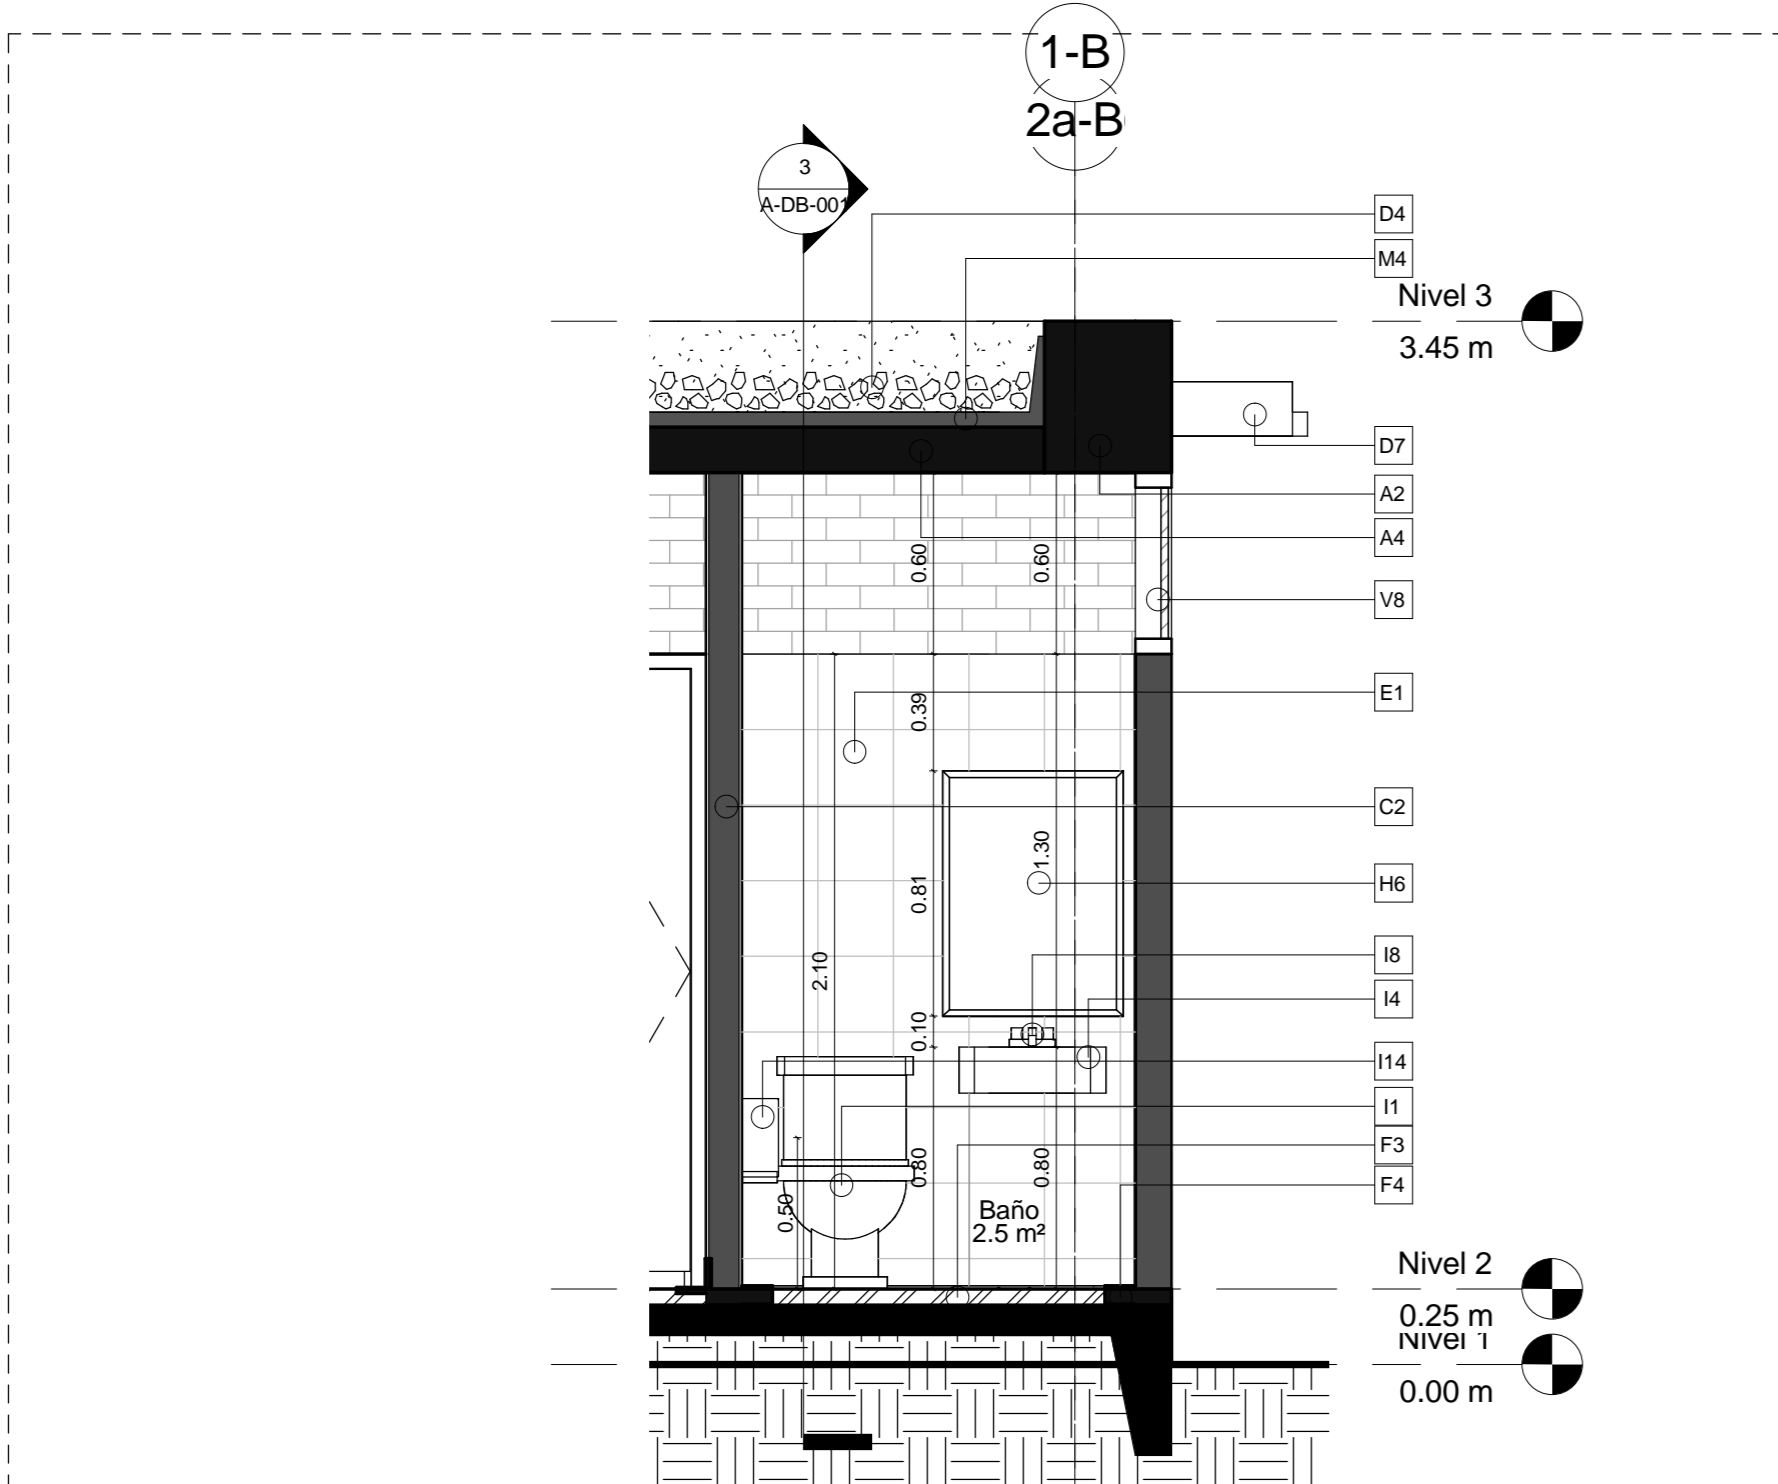 1-B
2a-B
3
A-DB-001
D4
M4
Nivel 3
3.45 m
D7
A2
A4
V8
0.60
0.60
E1
0.39
C2
1.30
H6
0.81
I8
2.10
I4
0.10
I14
I1
F3
0.80
0.80
F4
0.50
Baño
2.5 m²
Nivel 2
0.25 m
Nivel 1
0.00 m